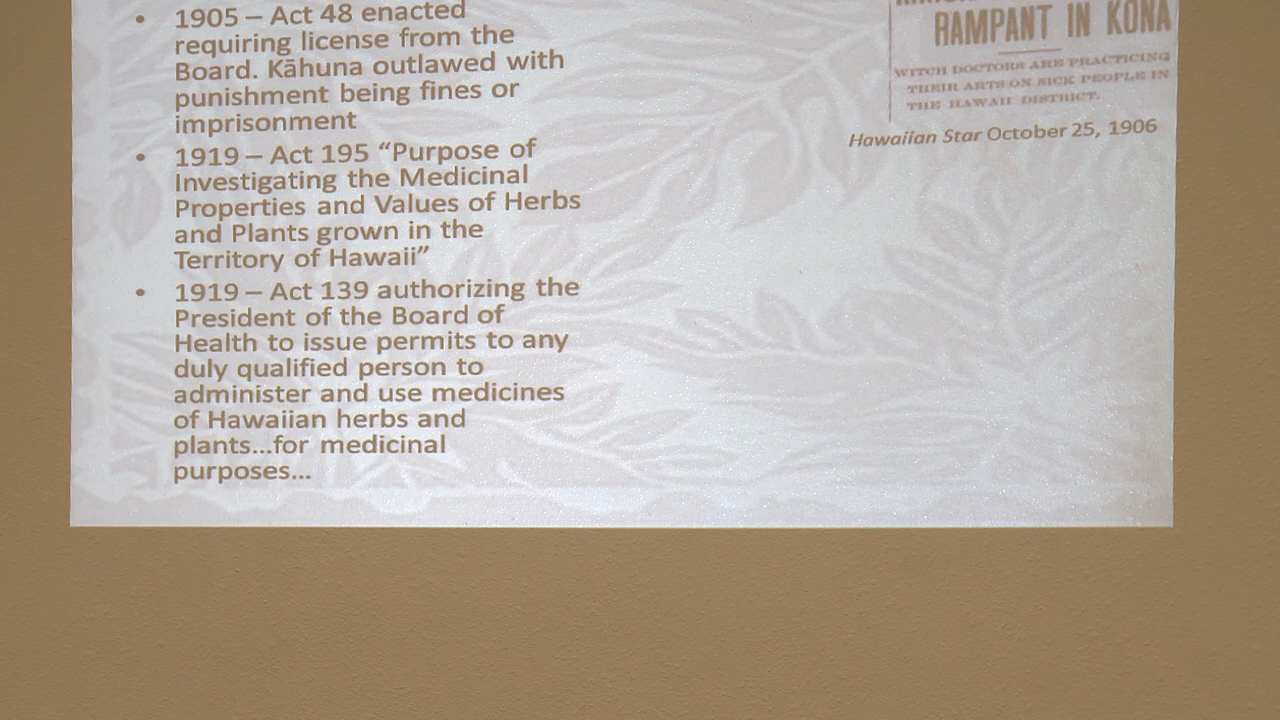 • 1905 – Act 48 enacted
requiring license from the
Board. Kāhuna outlawed with
punishment being fines or
imprisonment
• 1919 – Act 195 “Purpose of
Investigating the Medicinal
Properties and Values of Herbs
and Plants grown in the
Territory of Hawaii”
• 1919 – Act 139 authorizing the
President of the Board of
Health to issue permits to any
duly qualified person to
administer and use medicines
of Hawaiian herbs and
plants...for medicinal
purposes...
RAMPANT IN KONA
WITCH DOCTORS ARE PRACTICING
THEIR ARTS ON SICK PEOPLE IN
THE HAWAII DISTRICT.
Hawaiian Star October 25, 1906